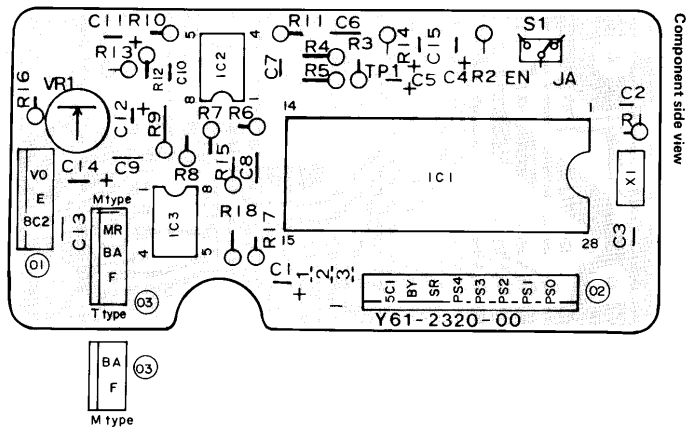 Component side view
C11 R10
R11
C6
S1
R13
R12
C10
5
4
IC2
8
1
C7
R4
R3
R5
TP1
R14
C15
C5
C4
R2
EN
JA
R16
VR1
C12
R9
R7
R6
C2
R1
14
1
IC1
15
28
X1
C3
C14
C9
R8
R15
C8
VO
E
8C2
01
C13
M type
MR
BA
F
T type
03
1
8
IC3
4
5
R18
R17
C1
1
2
3
5C1
BY
SR
PS4
PS3
PS2
PS1
PS0
02
Y61-2320-00
BA
F
03
M type